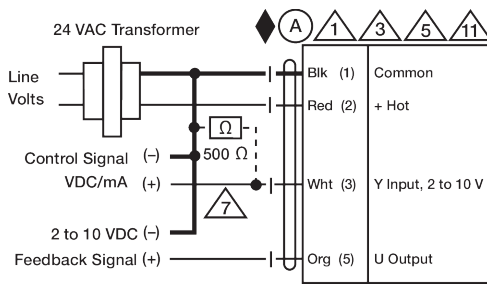 24 VAC Transformer
A 1 3 5 11
Line
Volts
Blk (1) Common
Red (2) + Hot
Ω
500 Ω
Control Signal (-)
VDC/mA (+)
Wht (3) Y Input, 2 to 10 V
7
2 to 10 VDC (-)
Feedback Signal (+)
Org (5) U Output